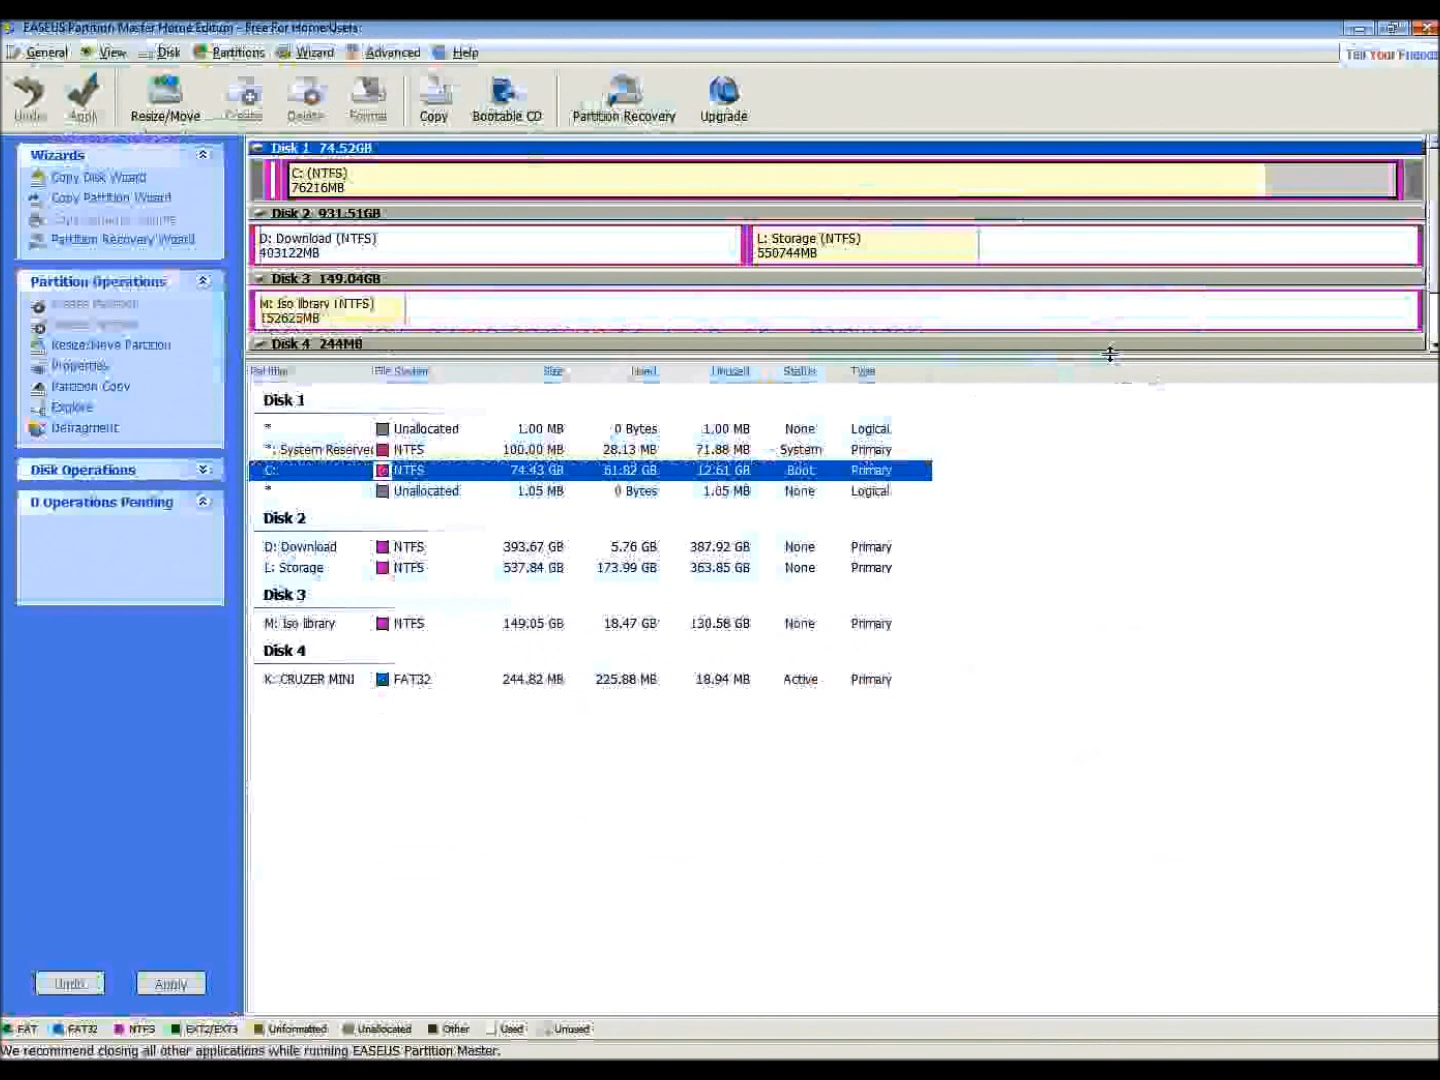 EASEUS Partition Master Home Edition - Free For Home Users
General View Disk Partitions Wizard Advanced Help
Tell Your Friends
Undo Apply Resize/Move Create Delete Format Copy Bootable CD Partition Recovery Upgrade
Wizards
Copy Disk Wizard
Copy Partition Wizard
Partition Recovery Wizard
Partition Operations
Resize/Move Partition
Properties
Partition Copy
Explore
Defragment
Disk Operations
0 Operations Pending
Undo Apply
Disk 1 74.52GB
C: (NTFS)
76216MB
Disk 2 931.51GB
D: Download (NTFS) L: Storage (NTFS)
403122MB 550744MB
Disk 3 149.04GB
M: iso library (NTFS)
152625MB
Disk 4 244MB
Partition File System Size Used Unused Status Type
Disk 1
* Unallocated 1.00 MB 0 Bytes 1.00 MB None Logical
*: System Reserved NTFS 100.00 MB 28.13 MB 71.88 MB System Primary
C: NTFS 74.43 GB 61.82 GB 12.61 GB Boot Primary
* Unallocated 1.05 MB 0 Bytes 1.05 MB None Logical
Disk 2
D: Download NTFS 393.67 GB 5.76 GB 387.92 GB None Primary
L: Storage NTFS 537.84 GB 173.99 GB 363.85 GB None Primary
Disk 3
M: iso library NTFS 149.05 GB 18.47 GB 130.58 GB None Primary
Disk 4
K: CRUZER MINI FAT32 244.82 MB 225.88 MB 18.94 MB Active Primary
FAT FAT32 NTFS EXT2/EXT3 Unformatted Unallocated Other Used Unused
We recommend closing all other applications while running EASEUS Partition Master.